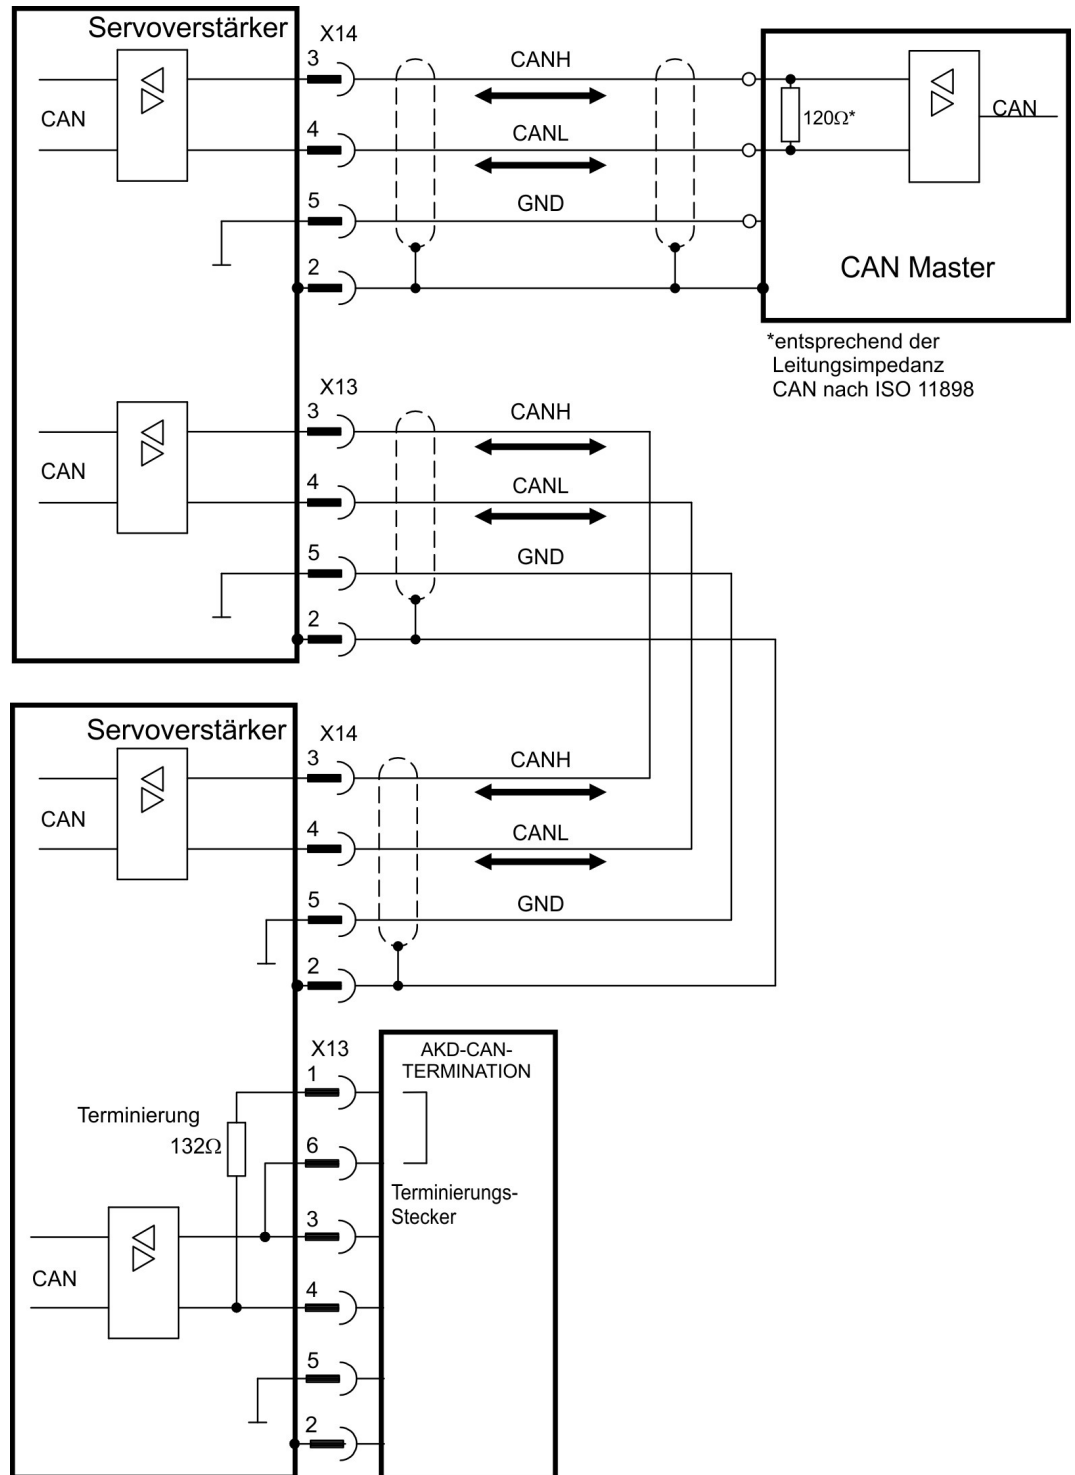 Servoverstärker
X14
3
CANH
CAN
120Ω*
CAN
4
CANL
5
GND
2
CAN Master
*entsprechend der
Leitungsimpedanz
CAN nach ISO 11898
X13
3
CANH
CAN
4
CANL
5
GND
2
Servoverstärker
X14
3
CANH
CAN
4
CANL
5
GND
2
X13
AKD-CAN-
TERMINATION
1
Terminierung
132Ω
6
Terminierungs-
Stecker
3
CAN
4
5
2